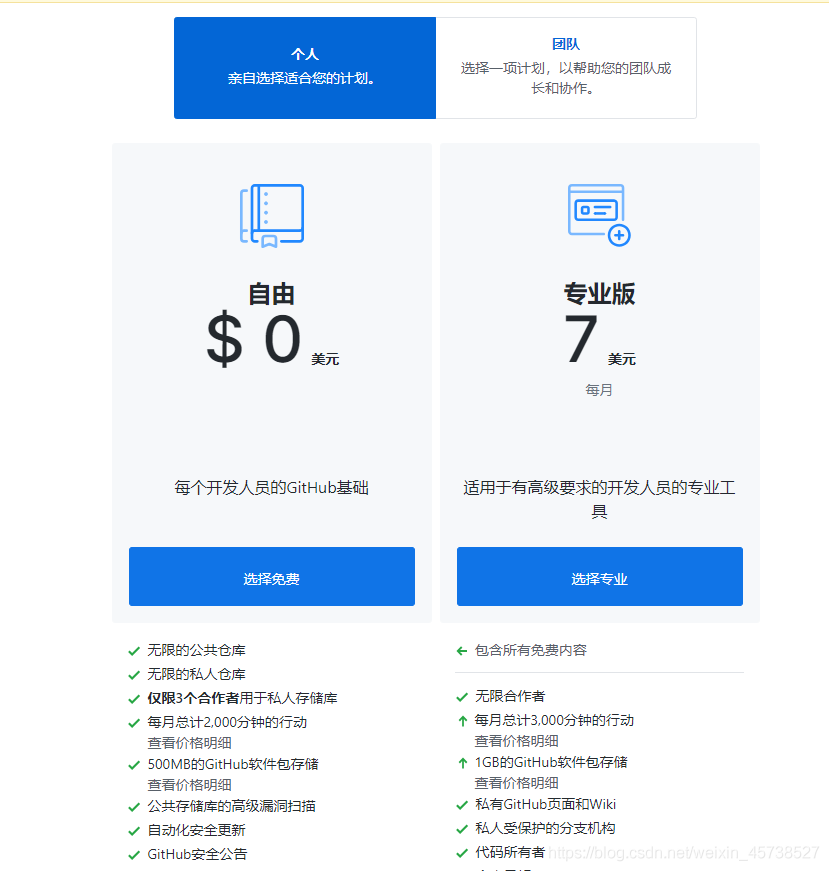 个人
亲自选择适合您的计划。
团队
选择一项计划，以帮助您的团队成
长和协作。
自由
$ 0 美元
每个开发人员的GitHub基础
选择免费
无限的公共仓库
无限的私人仓库
仅限3个合作者用于私人存储库
每月总计2,000分钟的行动
查看价格明细
500MB的GitHub软件包存储
查看价格明细
公共存储库的高级漏洞扫描
自动化安全更新
GitHub安全公告
专业版
7 美元
每月
适用于有高级要求的开发人员的专业工
具
选择专业
包含所有免费内容
无限合作者
每月总计3,000分钟的行动
查看价格明细
1GB的GitHub软件包存储
查看价格明细
私有GitHub页面和Wiki
私人受保护的分支机构
代码所有者
https://blog.csdn.net/weixin_45738527